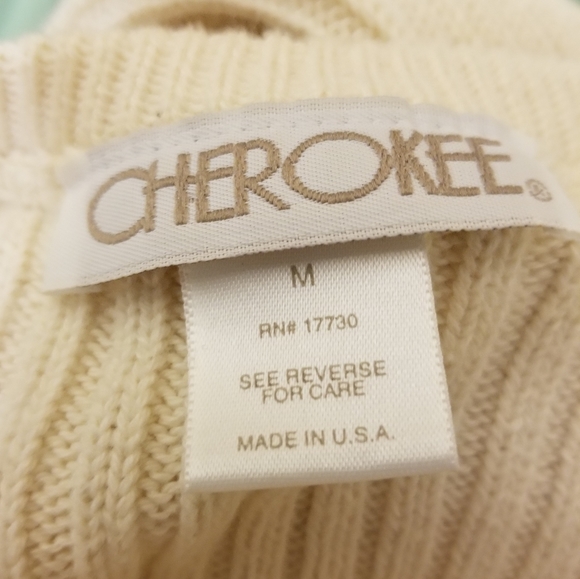 CHEROKEE®
M
RN# 17730
SEE REVERSE
FOR CARE
MADE IN U.S.A.